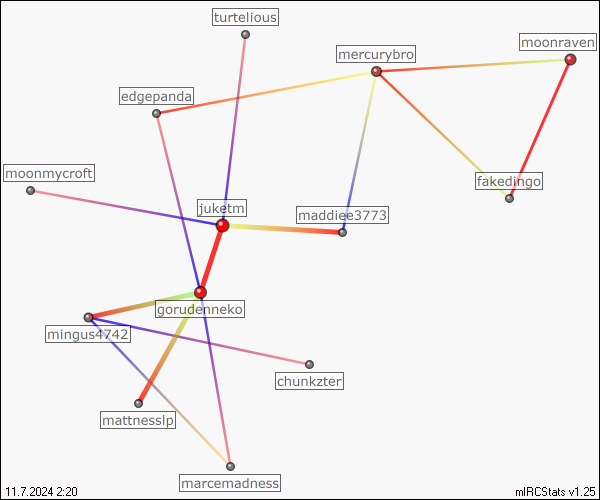 turtelious
moonraven
mercurybro
edgepanda
moonmycroft
fakedingo
juketm
maddiee3773
gorudenneko
mingus4742
chunkzter
mattnesslp
marcemadness
11.7.2024 2:20
mIRCStats v1.25